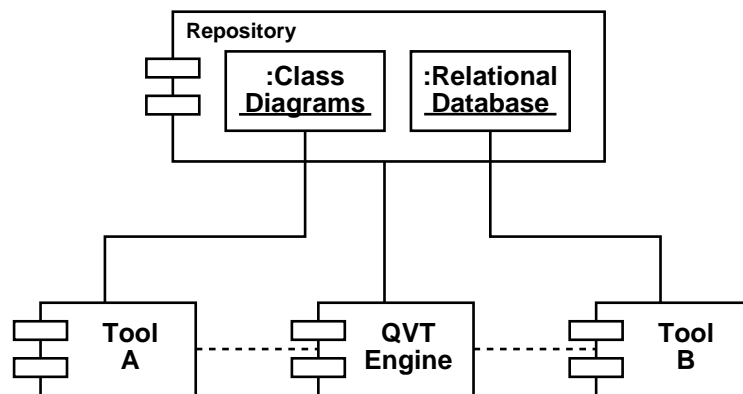 Repository
:Class
Diagrams
:Relational
Database
Tool
A
QVT
Engine
Tool
B